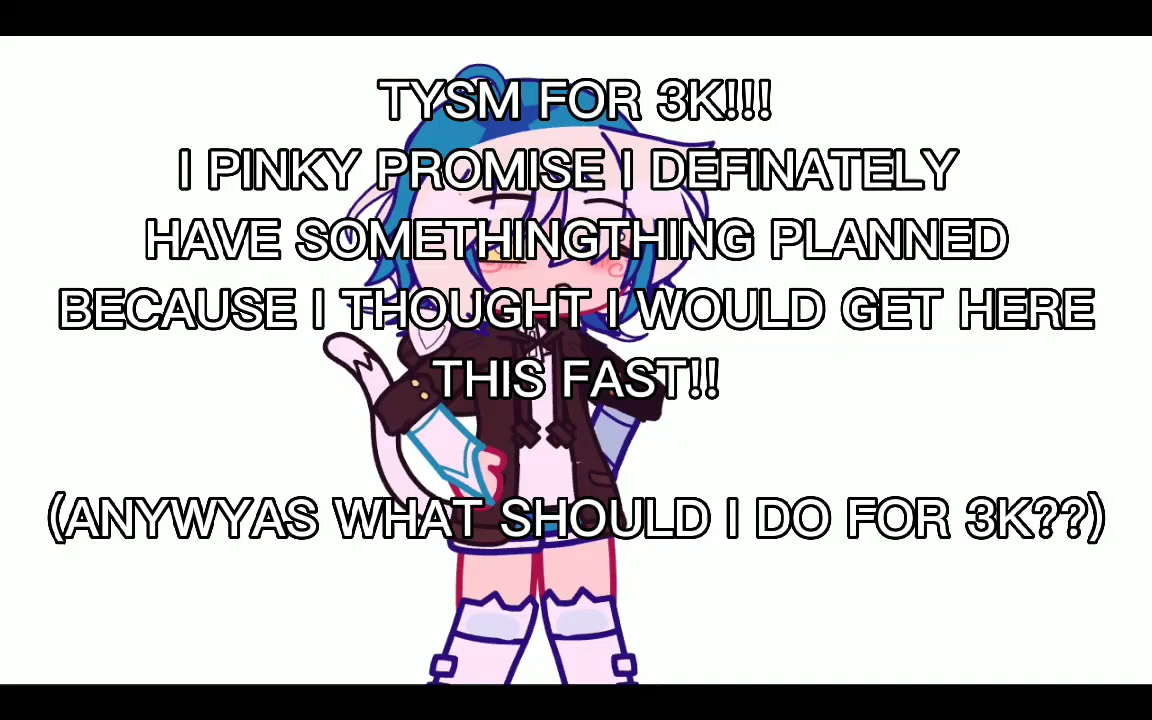 TYSM FOR 3K!!!
I PINKY PROMISE I DEFINATELY
HAVE SOMETHINGTHING PLANNED
BECAUSE I THOUGHT I WOULD GET HERE
THIS FAST!!
(ANYWYAS WHAT SHOULD I DO FOR 3K??)